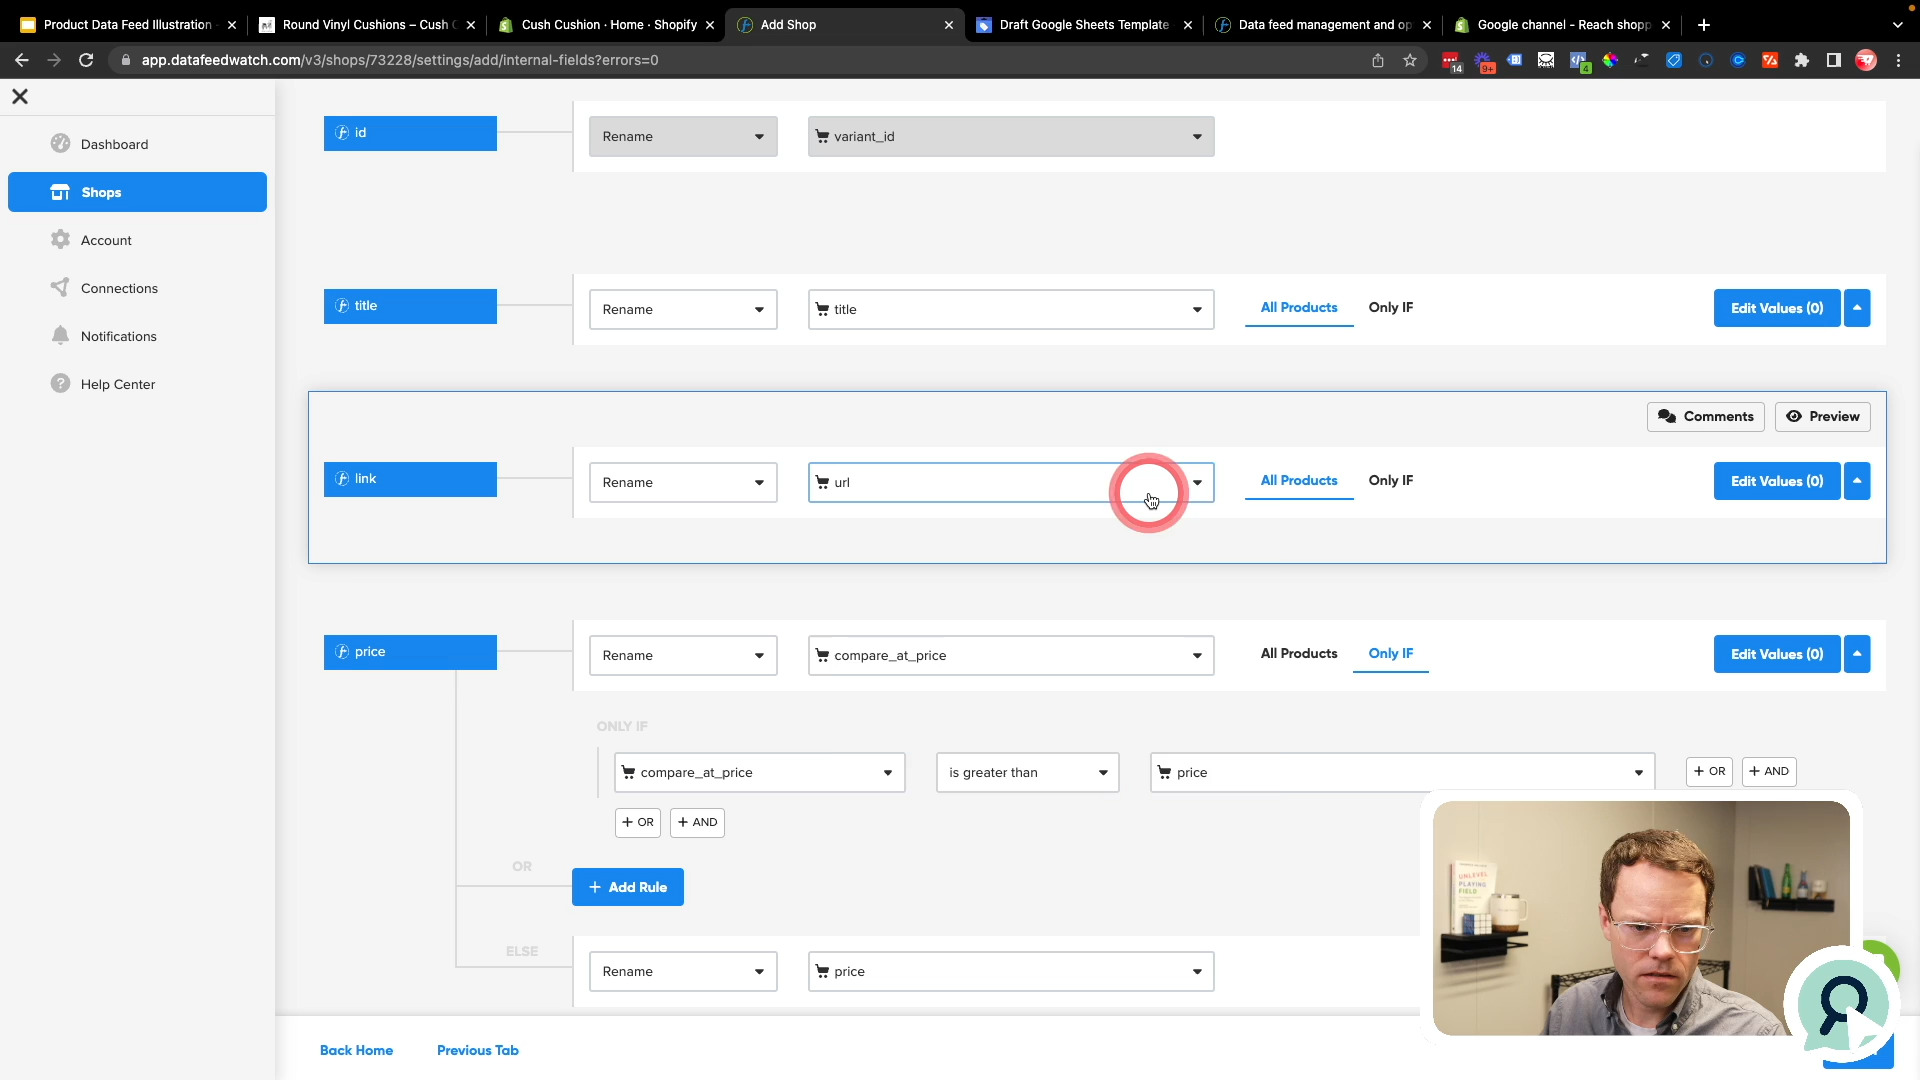 Product Data Feed Illustration
Round Vinyl Cushions – Cush C
Cush Cushion · Home · Shopify
Add Shop
Draft Google Sheets Template
Data feed management and op
Google channel - Reach shopp
app.datafeedwatch.com/v3/shops/73228/settings/add/internal-fields?errors=0
14
9+
4
Dashboard
Shops
Account
Connections
Notifications
Help Center
id
Rename
variant_id
title
Rename
title
All Products
Only IF
Edit Values (0)
Comments
Preview
link
Rename
url
All Products
Only IF
Edit Values (0)
price
Rename
compare_at_price
All Products
Only IF
Edit Values (0)
ONLY IF
compare_at_price
is greater than
price
+ OR
+ AND
+ OR
+ AND
OR
+ Add Rule
ELSE
Rename
price
UNLEVEL
PLAYING
FIELD
Back Home
Previous Tab